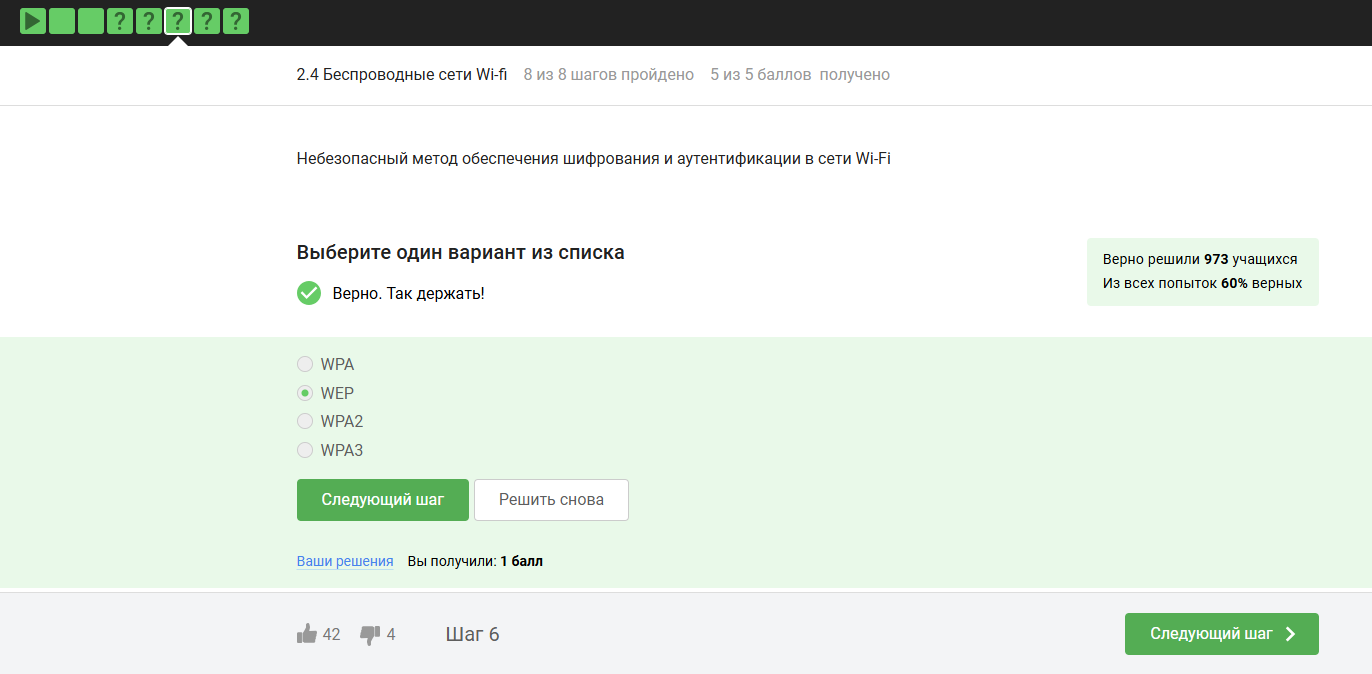 ? ? ? ? ?
2.4 Беспроводные сети Wi-fi 8 из 8 шагов пройдено 5 из 5 баллов получено
Небезопасный метод обеспечения шифрования и аутентификации в сети Wi-Fi
Выберите один вариант из списка
Верно. Так держать!
Верно решили 973 учащихся
Из всех попыток 60% верных
WPA
WEP
WPA2
WPA3
Следующий шаг Решить снова
Ваши решения Вы получили: 1 балл
42 4 Шаг 6 Следующий шаг